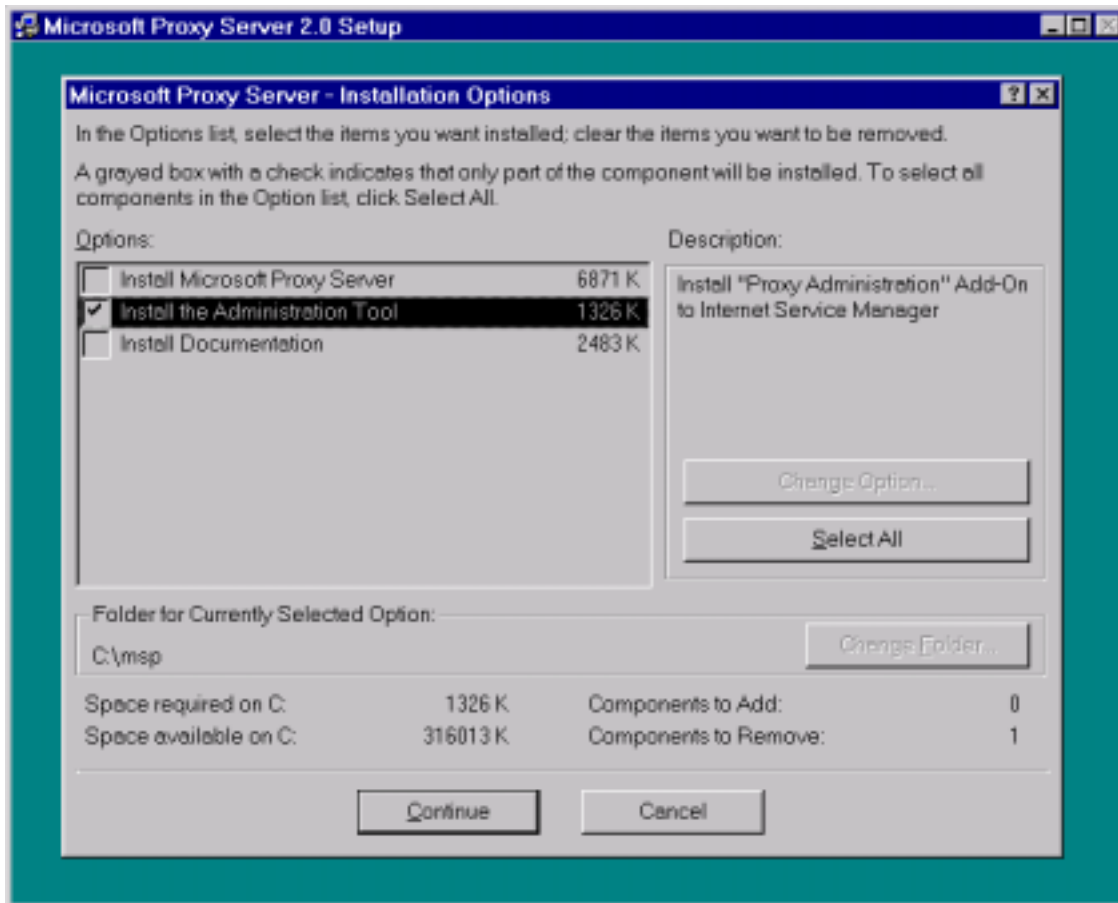 Microsoft Proxy Server 2.0 Setup
Microsoft Proxy Server - Installation Options
In the Options list, select the items you want installed; clear the items you want to be removed.
A grayed box with a check indicates that only part of the component will be installed. To select all
components in the Option list, click Select All.
Options:
Description:
Install Microsoft Proxy Server 6871 K
Install the Administration Tool 1326 K
Install Documentation 2483 K
Install "Proxy Administration" Add-On
to Internet Service Manager
Change Option...
Select All
Folder for Currently Selected Option:
C:\msp
Change Folder...
Space required on C: 1326 K Components to Add: 0
Space available on C: 316013 K Components to Remove: 1
Continue Cancel